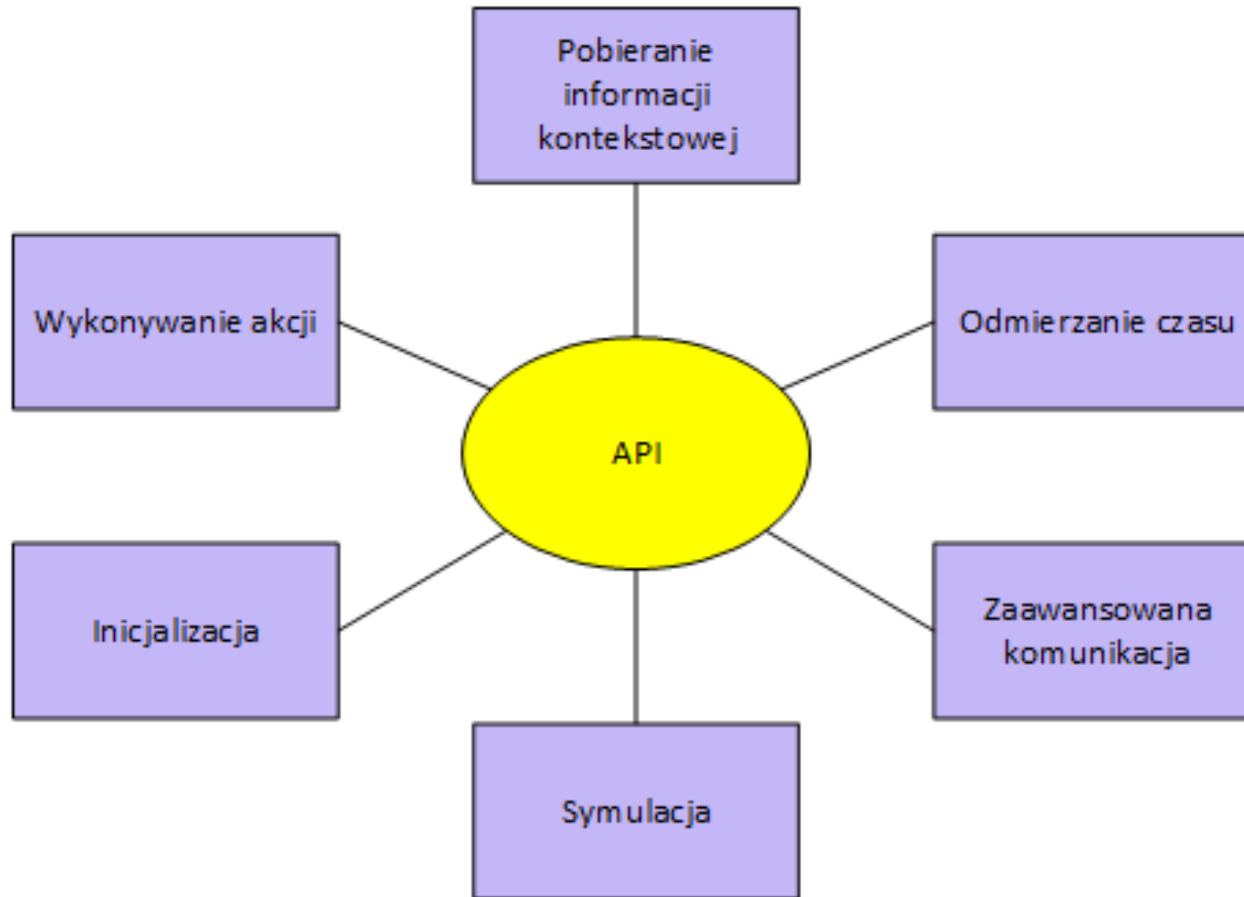 Pobieranie
informacji
kontekstowej
Wykonywanie akcji
Odmierzanie czasu
API
Inicjalizacja
Zaawansowana
komunikacja
Symulacja